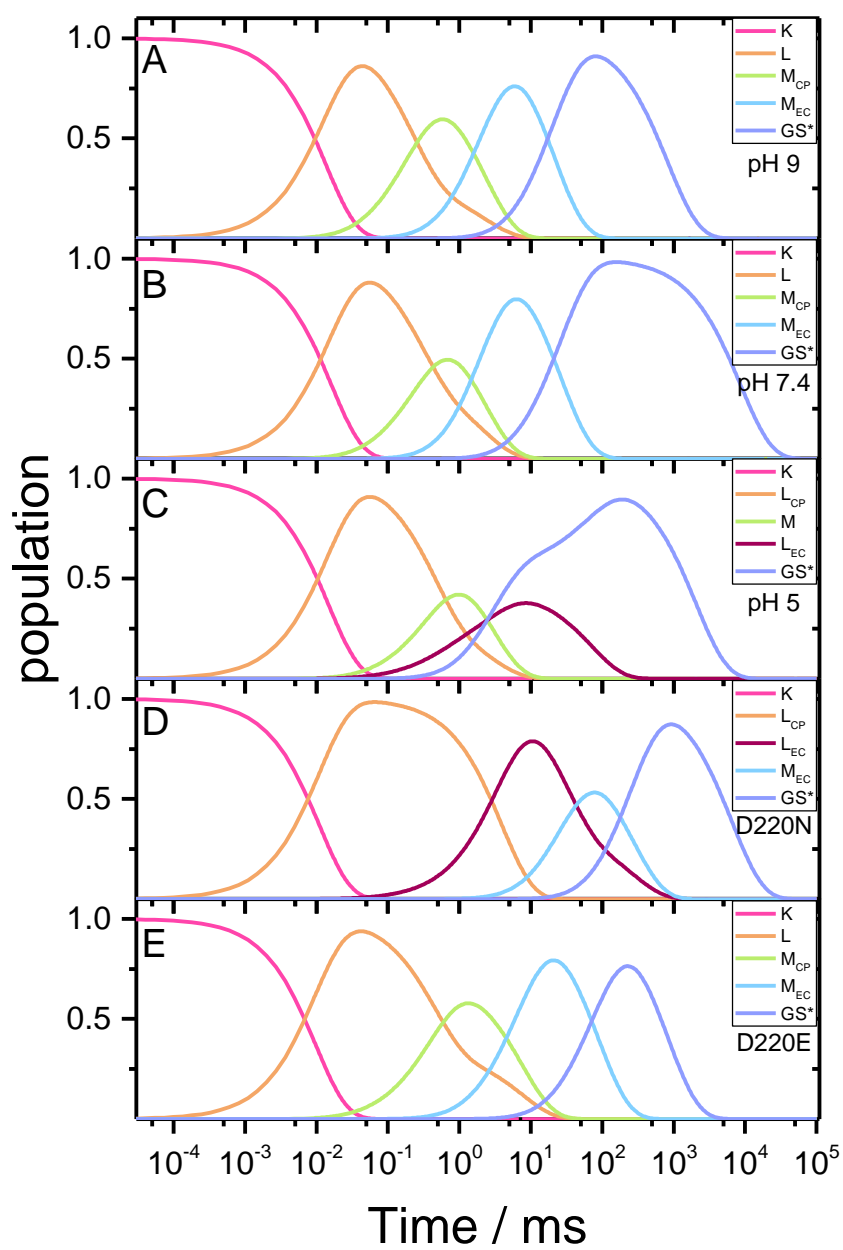 population
A
1.0
0.5
K
L
M_CP
M_EC
GS*
pH 9
B
1.0
0.5
K
L
M_CP
M_EC
GS*
pH 7.4
C
1.0
0.5
K
L_CP
M
L_EC
GS*
pH 5
D
1.0
0.5
K
L_CP
L_EC
M_EC
GS*
D220N
E
1.0
0.5
K
L
M_CP
M_EC
GS*
D220E
10^-4 10^-3 10^-2 10^-1 10^0 10^1 10^2 10^3 10^4 10^5
Time / ms